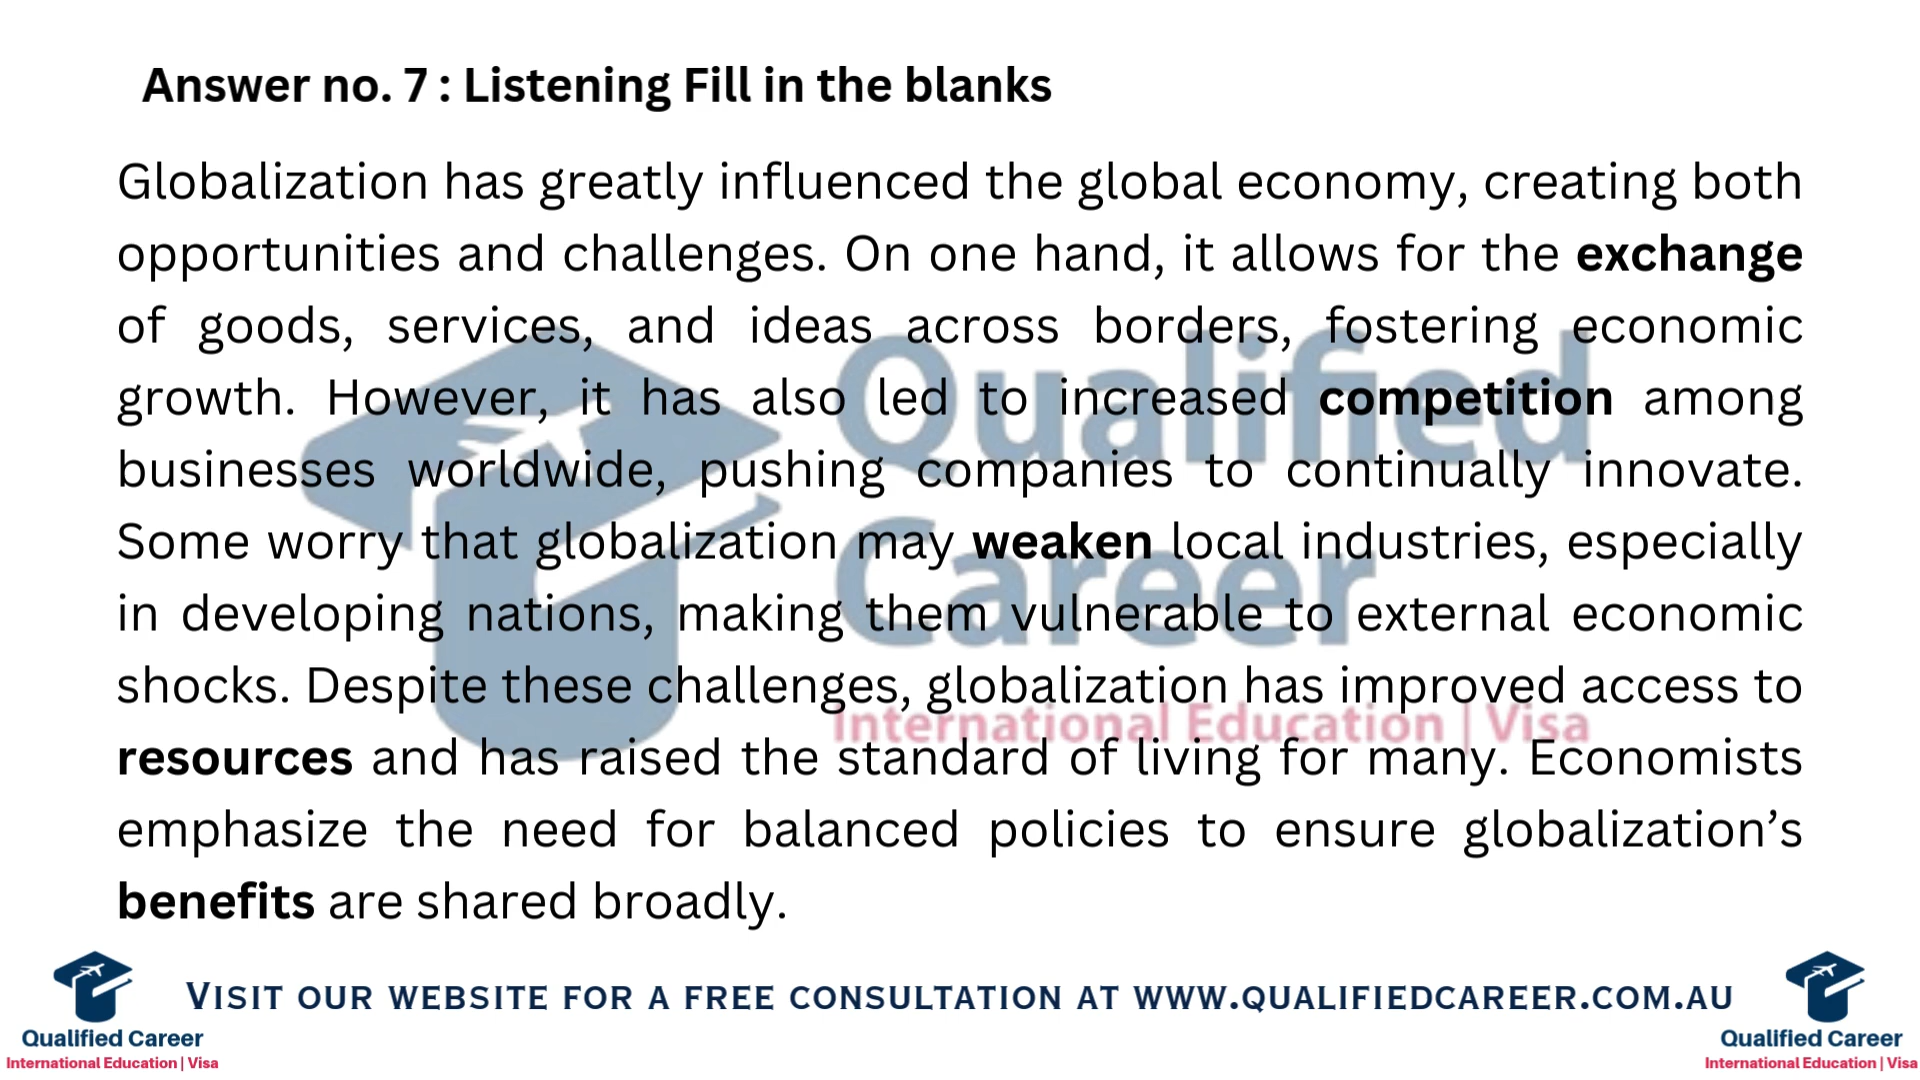 Answer no. 7 : Listening Fill in the blanks
Globalization has greatly influenced the global economy, creating both
opportunities and challenges. On one hand, it allows for the exchange
of goods, services, and ideas across borders, fostering economic
growth. However, it has also led to increased competition among
businesses worldwide, pushing companies to continually innovate.
Some worry that globalization may weaken local industries, especially
in developing nations, making them vulnerable to external economic
shocks. Despite these challenges, globalization has improved access to
resources and has raised the standard of living for many. Economists
emphasize the need for balanced policies to ensure globalization’s
benefits are shared broadly.
Qualified
Career
International Education | Visa
VISIT OUR WEBSITE FOR A FREE CONSULTATION AT WWW.QUALIFIEDCAREER.COM.AU
Qualified Career
International Education | Visa
Qualified Career
International Education | Visa